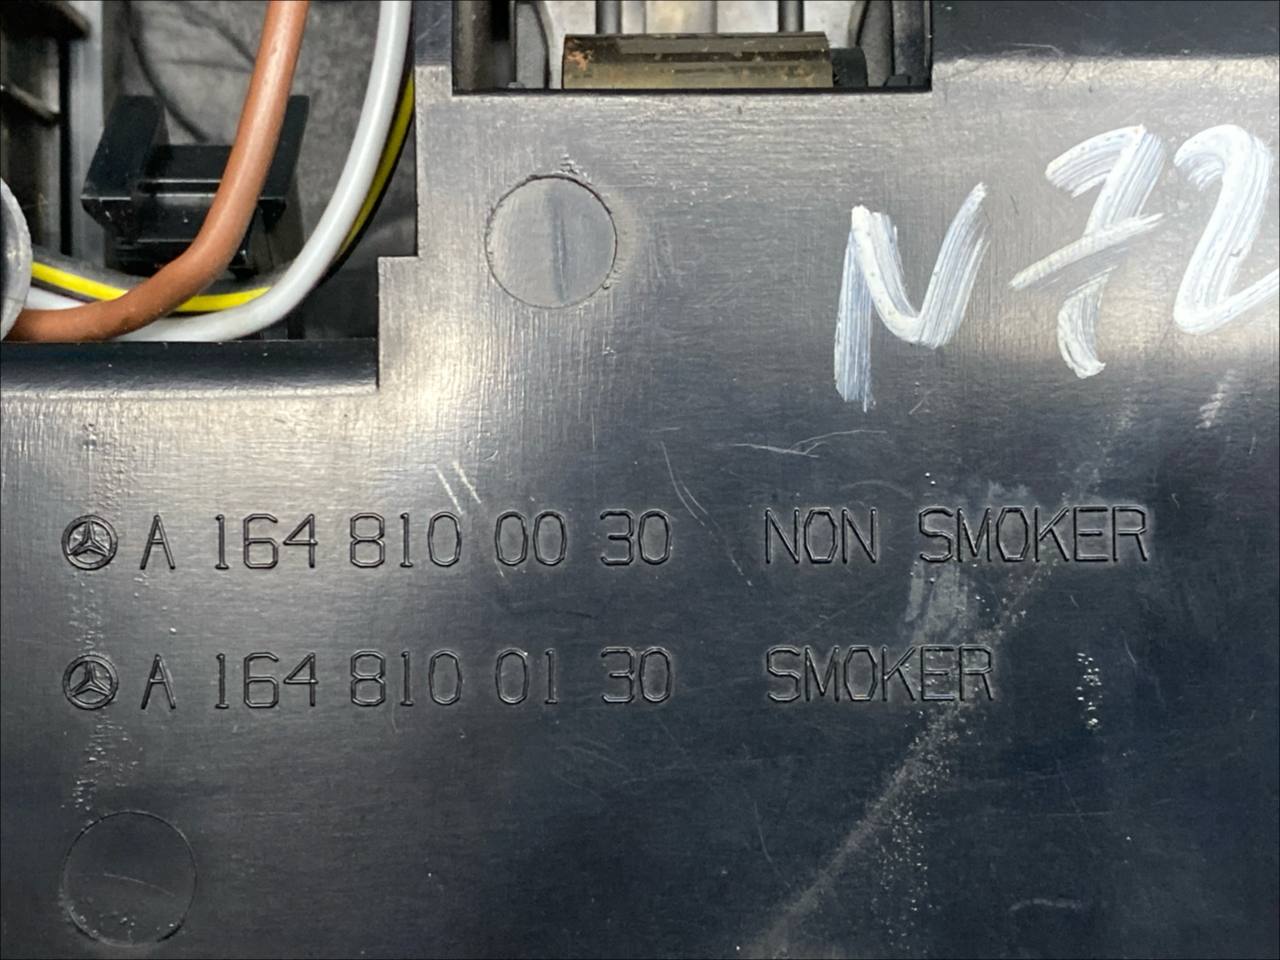 N72
A 164 810 00 30 NON SMOKER
A 164 810 01 30 SMOKER